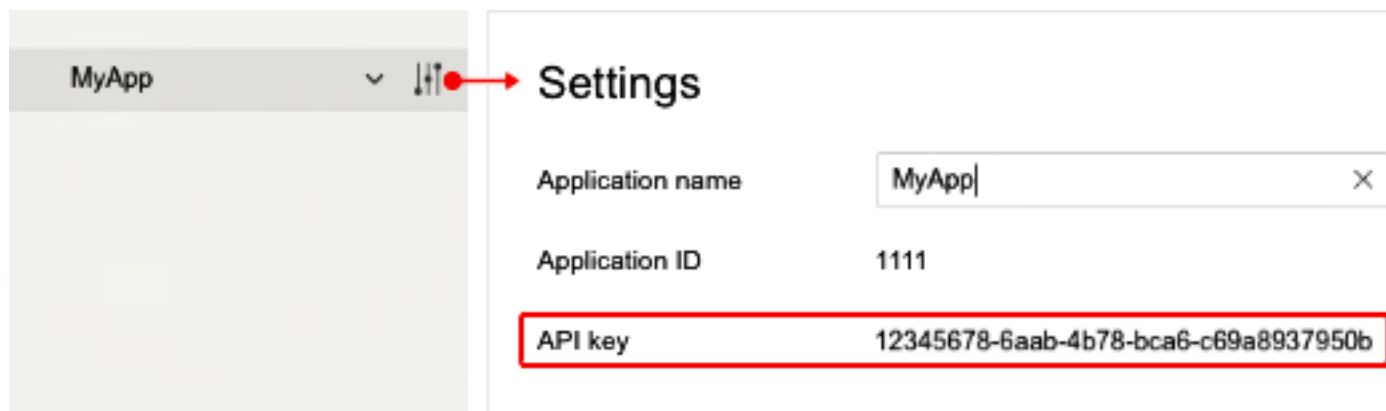 MyApp
Settings
Application name MyApp
Application ID 1111
API key 12345678-6aab-4b78-bca6-c69a8937950b